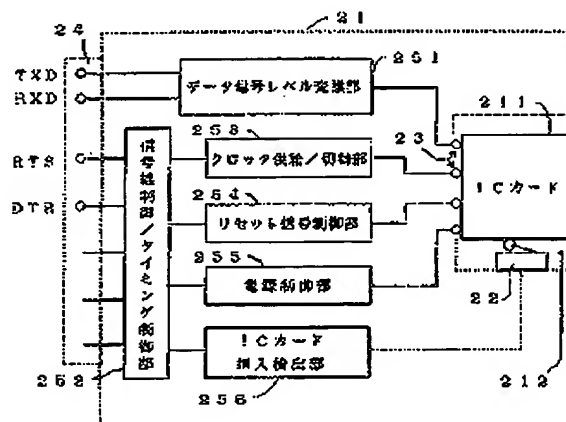 21
24
251
TXD
データ信号レベル変換部
RXD
211
253
23
RTS
クロック供給/切替部
ICカード
254
DTR
リセット信号制御部
255
電源制御部
22
ICカード
挿入検出部
信号線制御部/タイミング制御部
252
256
212